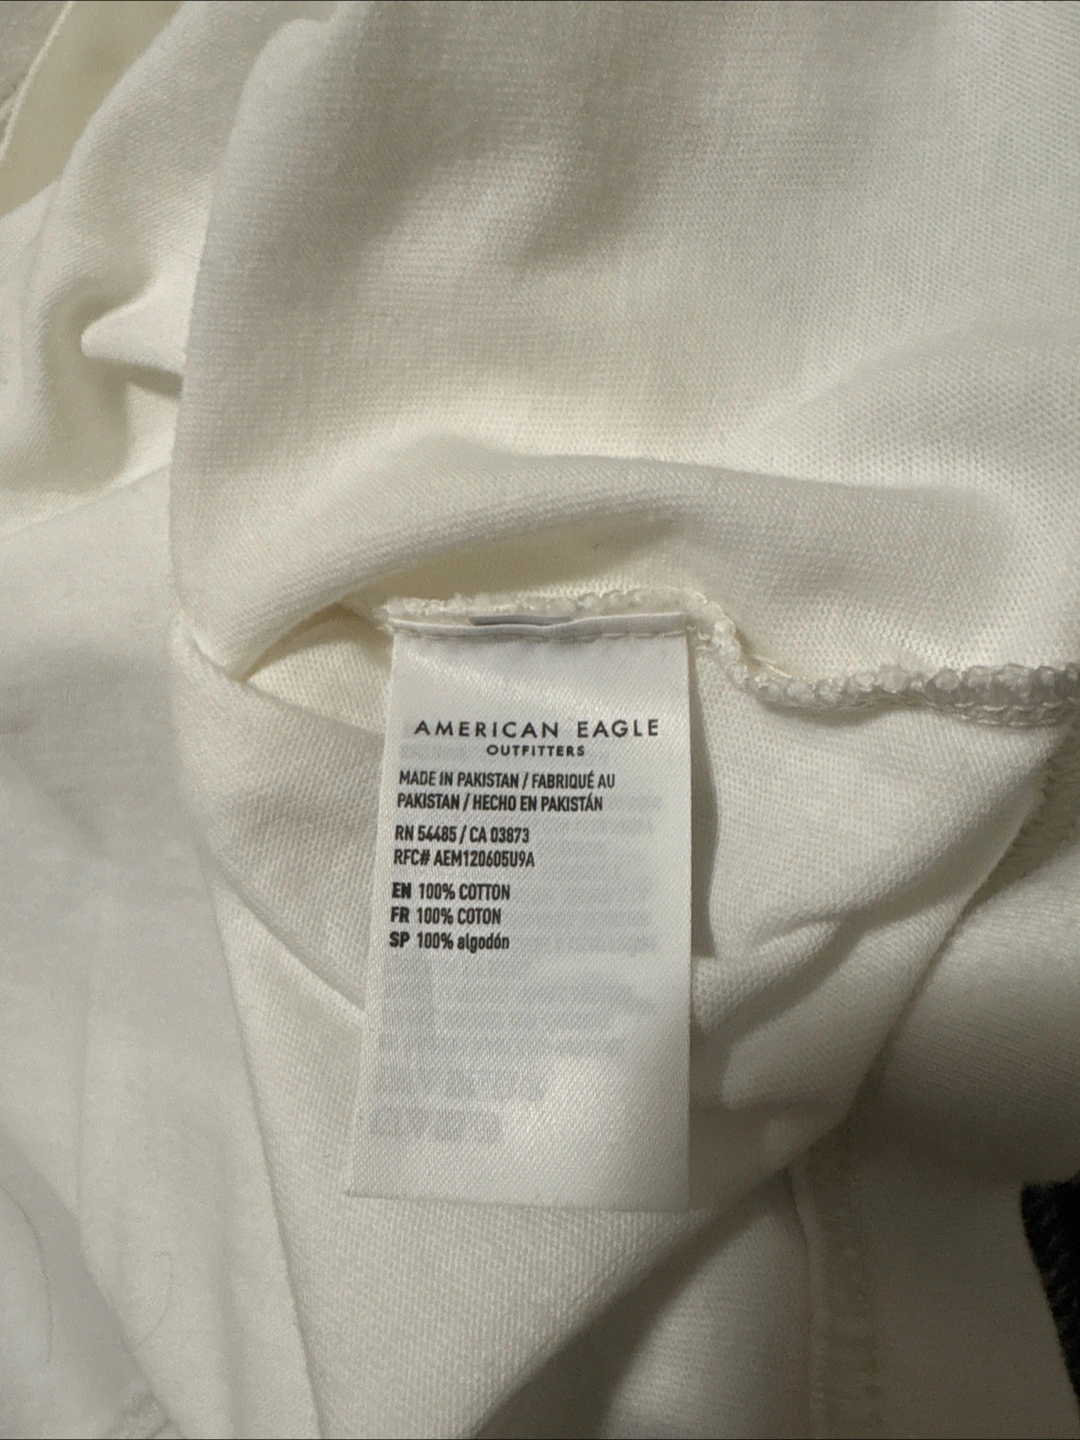 AMERICAN EAGLE
OUTFITTERS
MADE IN PAKISTAN / FABRIQUÉ AU
PAKISTAN / HECHO EN PAKISTÁN
RN 54485 / CA 03873
RFC# AEM120605U9A
EN 100% COTTON
FR 100% COTON
SP 100% algodón